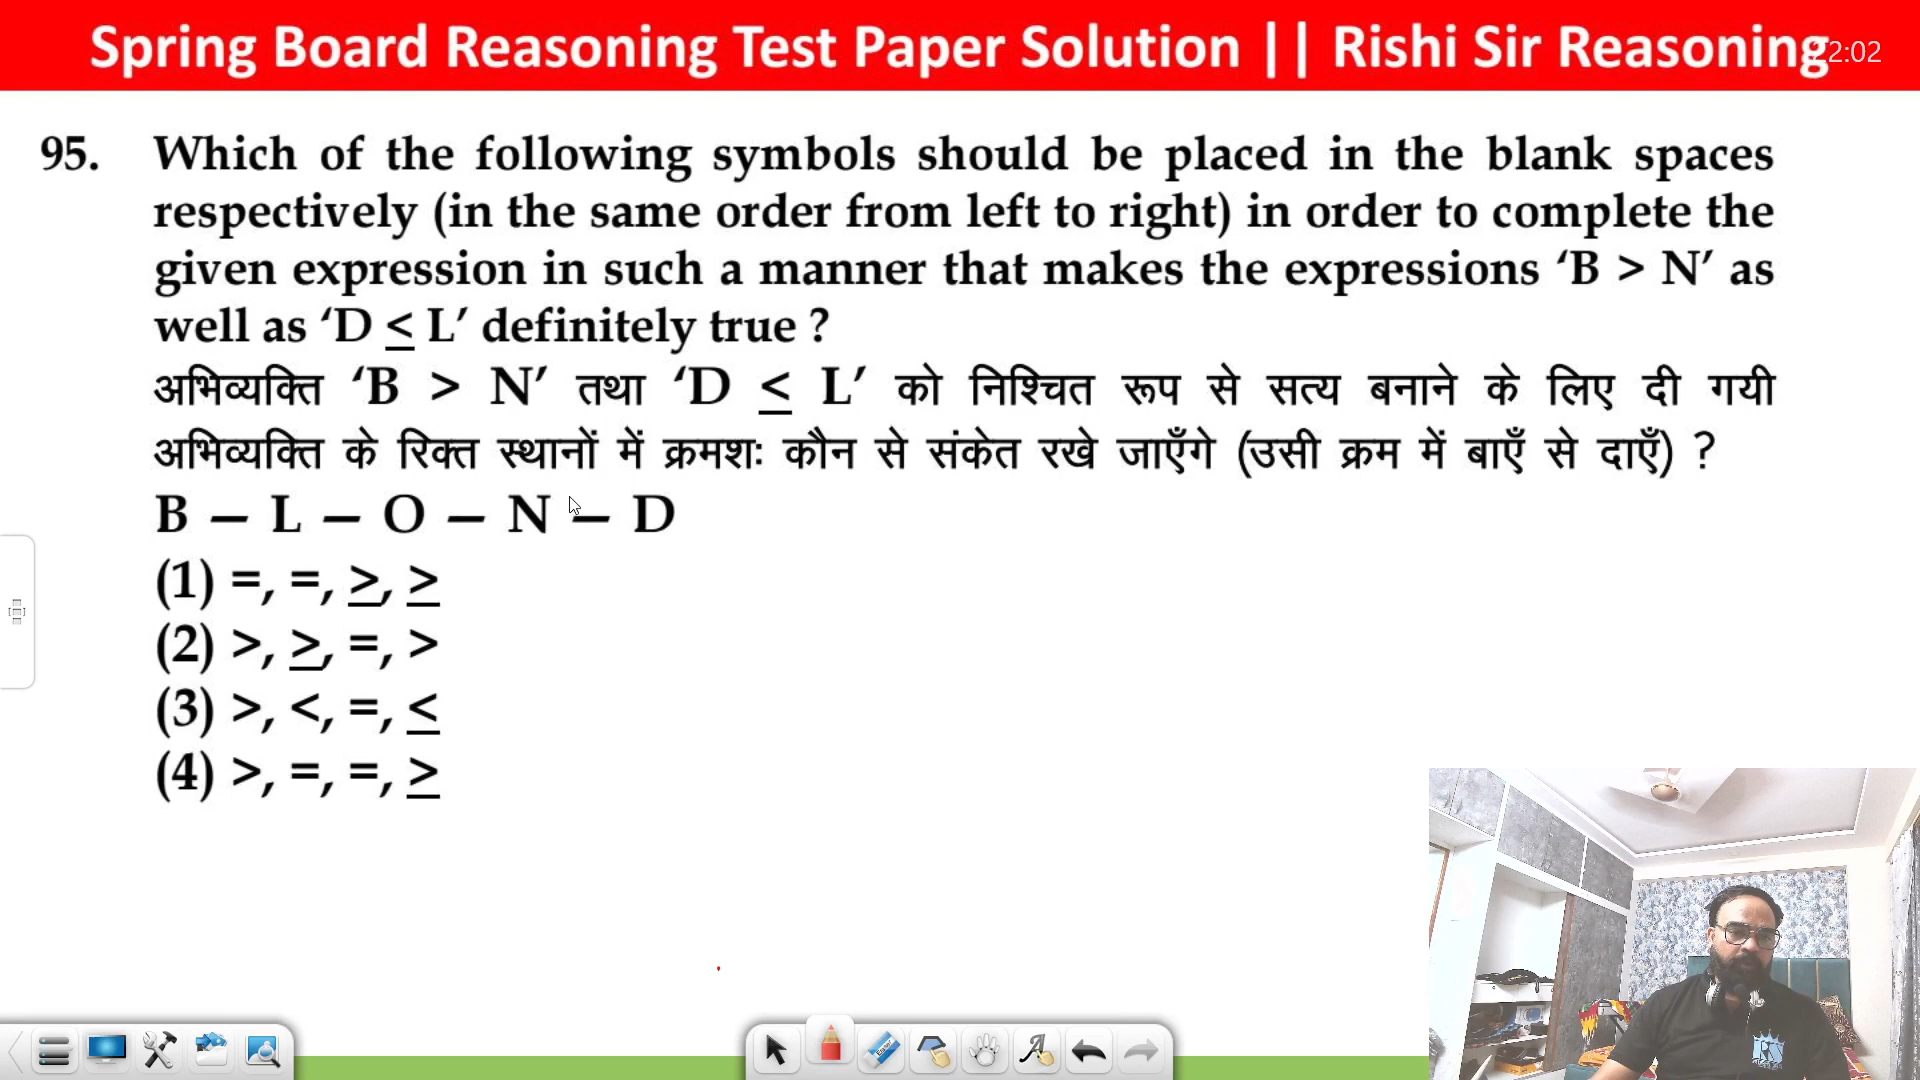 Spring Board Reasoning Test Paper Solution || Rishi Sir Reasoning
2:02
95. Which of the following symbols should be placed in the blank spaces
respectively (in the same order from left to right) in order to complete the
given expression in such a manner that makes the expressions ‘B > N’ as
well as ‘D ≤ L’ definitely true ?
अभिव्यक्ति ‘B > N’ तथा ‘D ≤ L’ को निश्चित रूप से सत्य बनाने के लिए दी गयी
अभिव्यक्ति के रिक्त स्थानों में क्रमशः कौन से संकेत रखे जाएँगे (उसी क्रम में बाएँ से दाएँ) ?
B – L – O – N – D
(1) =, =, ≥, ≥
(2) >, ≥, =, >
(3) >, <, =, ≤
(4) >, =, =, ≥